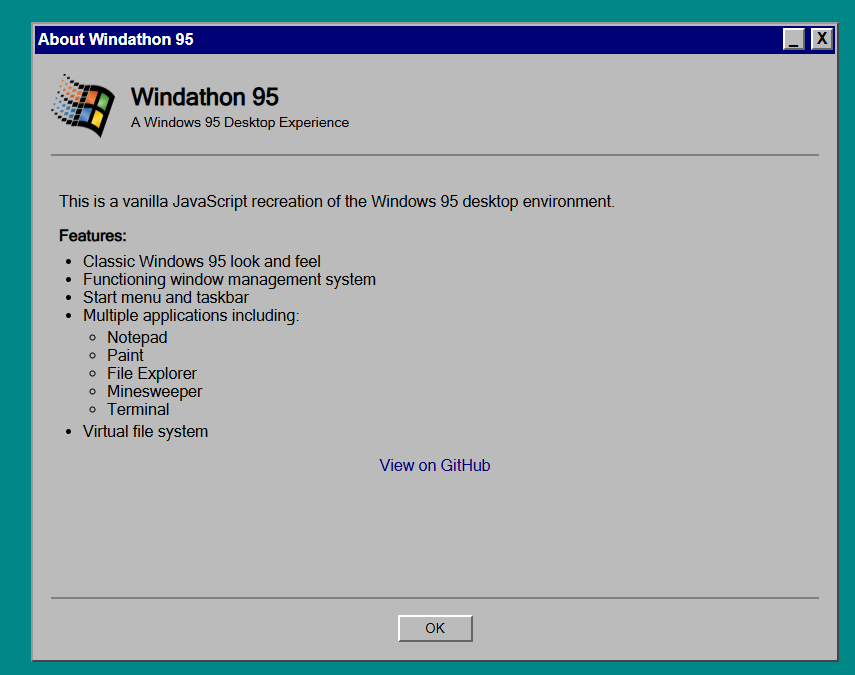 About Windathon 95
_ X
Windathon 95
A Windows 95 Desktop Experience
This is a vanilla JavaScript recreation of the Windows 95 desktop environment.
Features:
Classic Windows 95 look and feel
Functioning window management system
Start menu and taskbar
Multiple applications including:
Notepad
Paint
File Explorer
Minesweeper
Terminal
Virtual file system
View on GitHub
OK